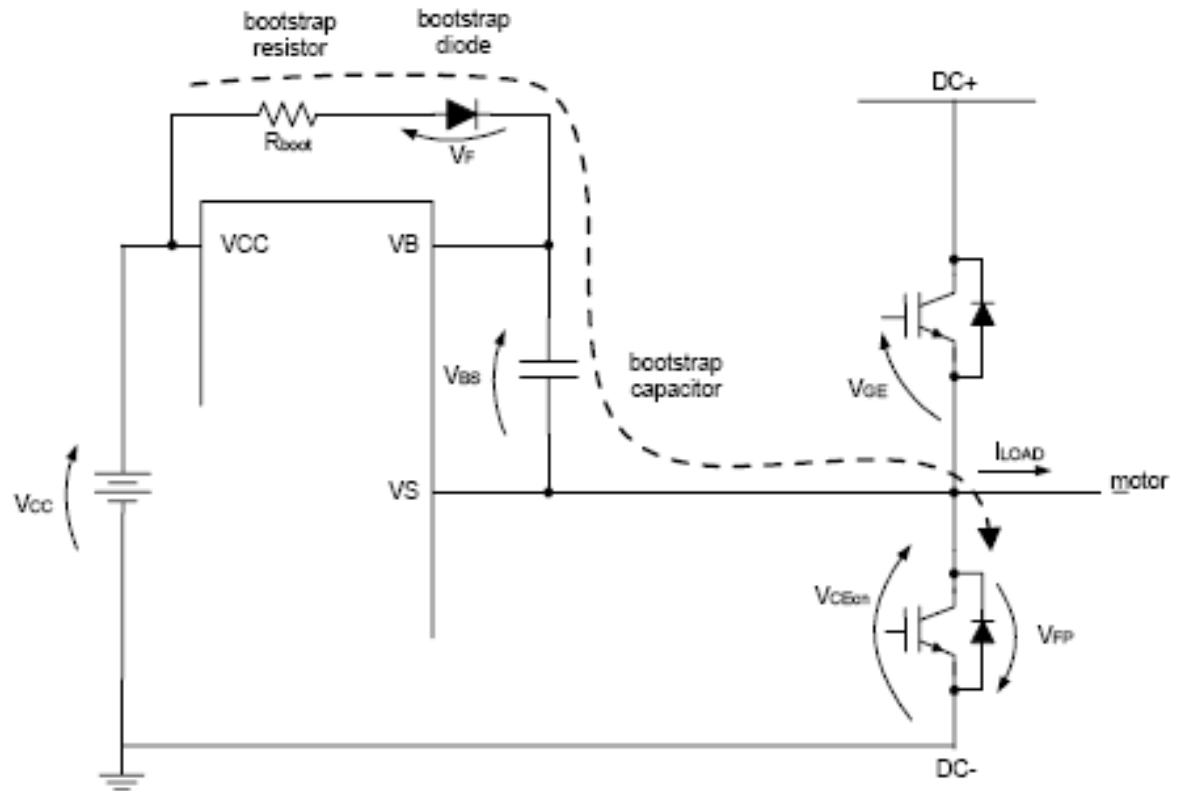 bootstrap
resistor
bootstrap
diode
DC+
Rboot
VF
VCC
VB
VBS
bootstrap
capacitor
VGE
ILOAD
VCC
VS
motor
VCEon
VFP
DC-